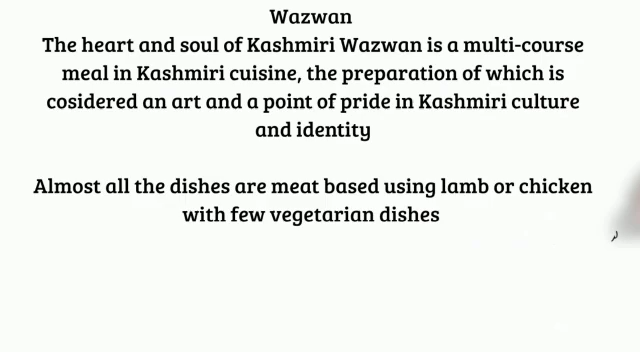 Wazwan
The heart and soul of Kashmiri Wazwan is a multi-course
meal in Kashmiri cuisine, the preparation of which is
cosidered an art and a point of pride in Kashmiri culture
and identity
Almost all the dishes are meat based using lamb or chicken
with few vegetarian dishes